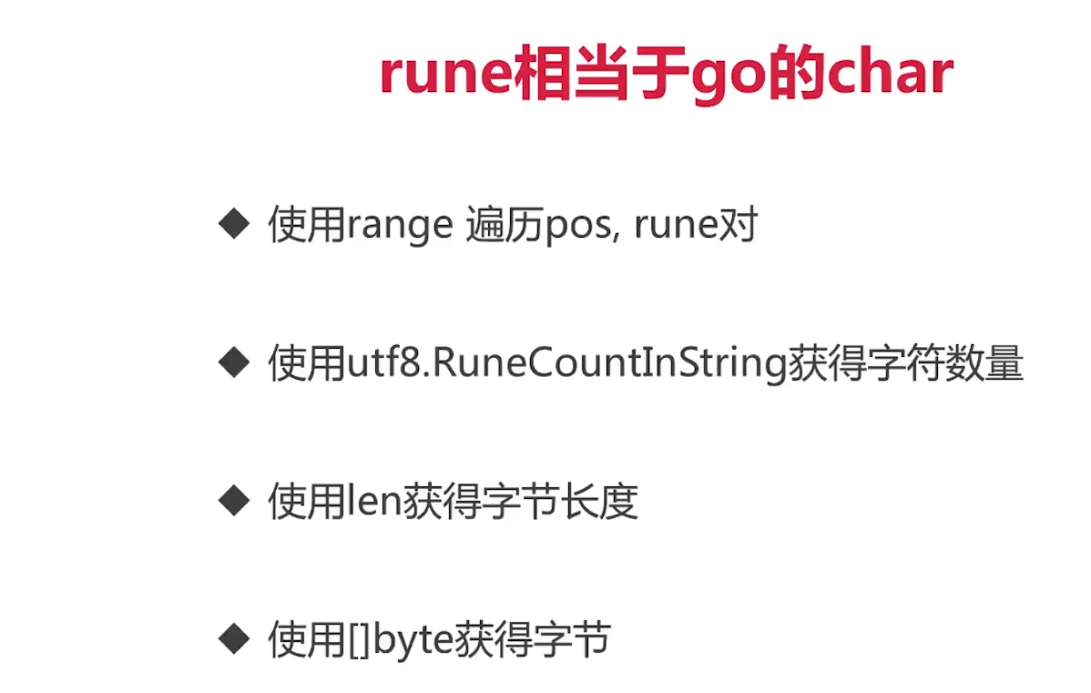 rune相当于go的char
◆ 使用range 遍历pos, rune对
◆ 使用utf8.RuneCountInString获得字符数量
◆ 使用len获得字节长度
◆ 使用[]byte获得字节